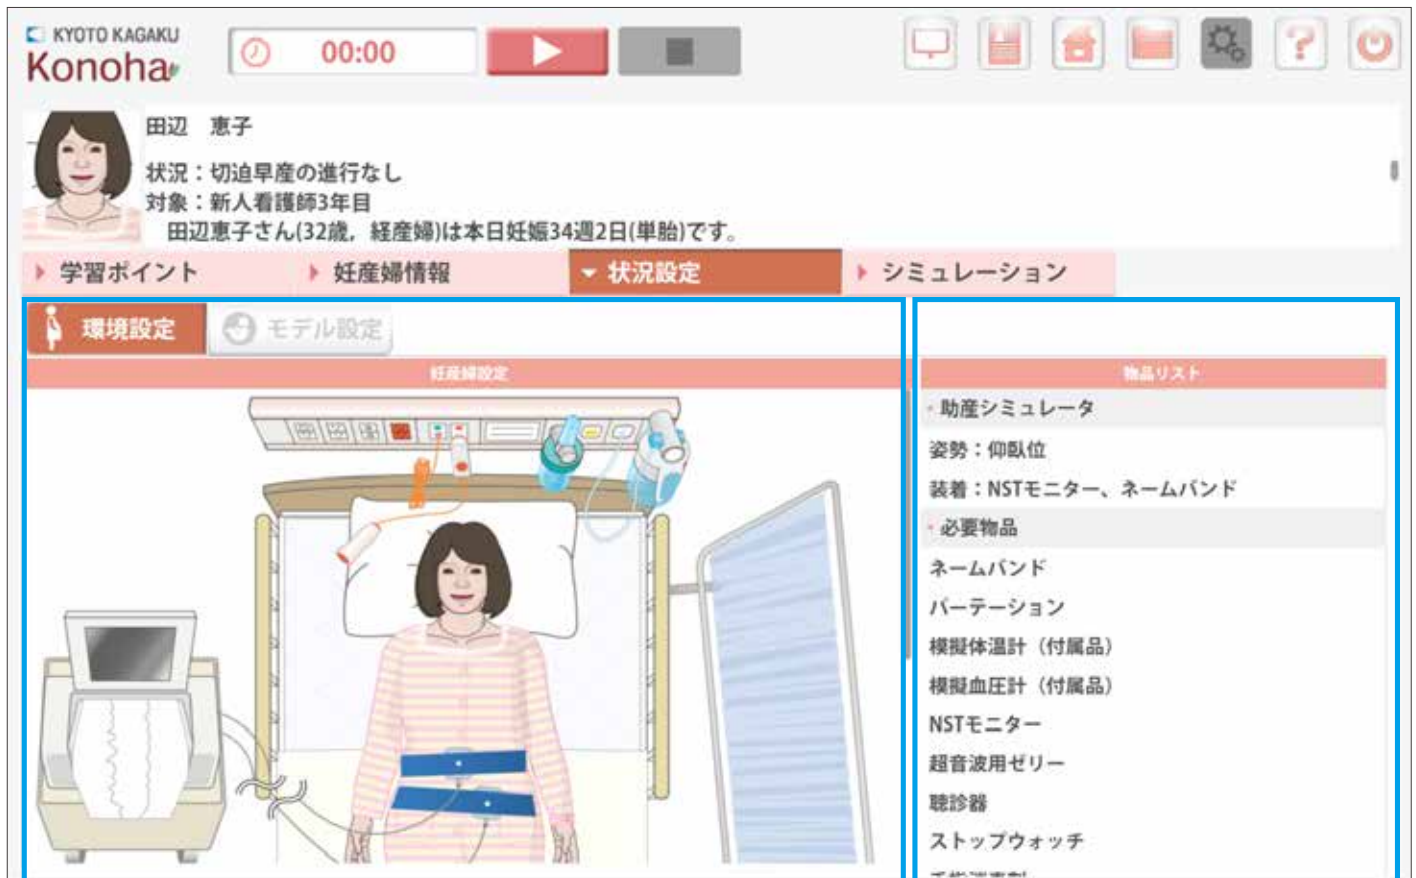 KYOTO KAGAKU
Konoha
00:00
田辺　恵子
状況：切迫早産の進行なし
対象：新人看護師3年目
田辺恵子さん(32歳，経産婦)は本日妊娠34週2日(単胎)です。
学習ポイント
妊産婦情報
状況設定
シミュレーション
環境設定
モデル設定
妊産婦設定
物品リスト
助産シミュレータ
姿勢：仰臥位
装着：NSTモニター、ネームバンド
必要物品
ネームバンド
パーテーション
模擬体温計（付属品）
模擬血圧計（付属品）
NSTモニター
超音波用ゼリー
聴診器
ストップウォッチ